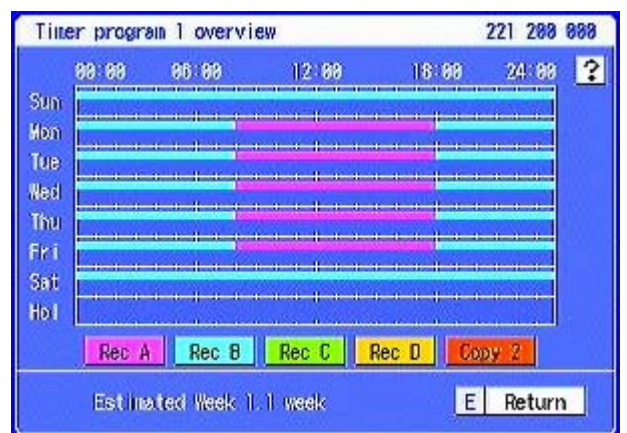 Timer program 1 overview 221 200 000
00:00 06:00 12:00 18:00 24:00 ?
Sun
Mon
Tue
Wed
Thu
Fri
Sat
Hol
Rec A Rec B Rec C Rec D Copy 2
Estimated Week 1.1 week E Return